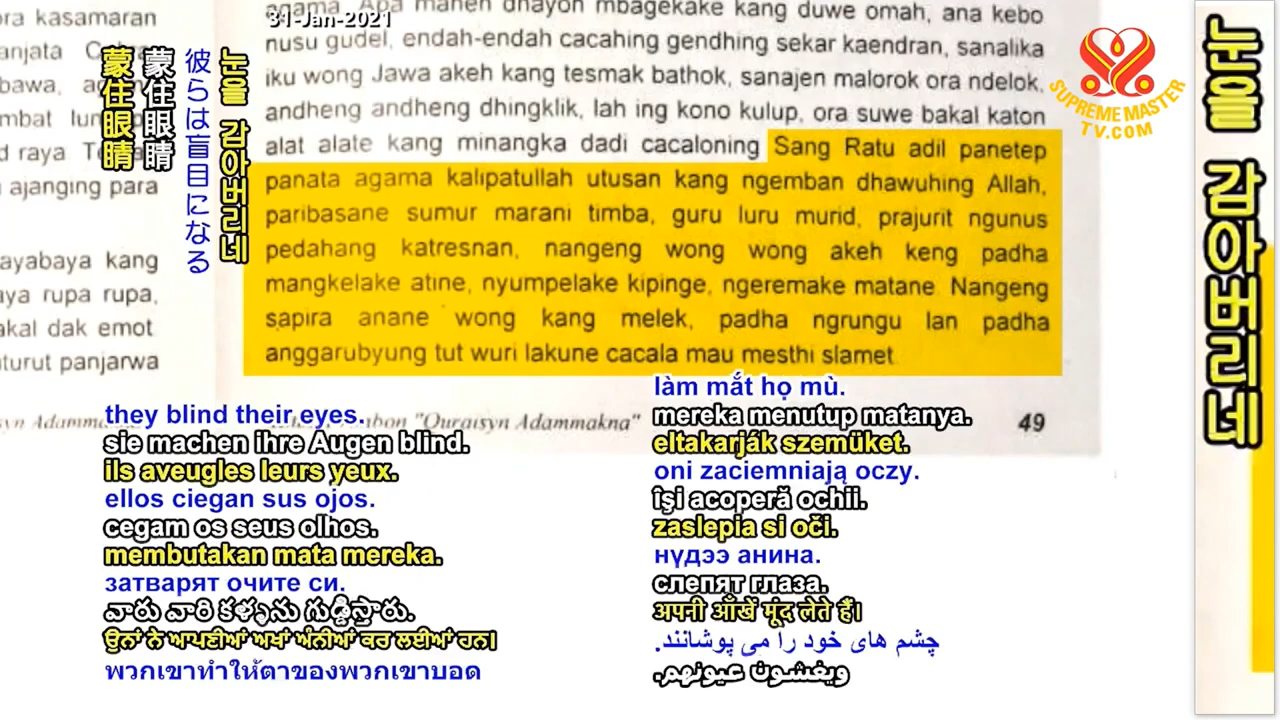 31-Jan-2021
agama. Apa maneh dhayoh mbagekake kang duwe omah, ana kebo
nusu gudel, endah-endah cacahing gendhing sekar kaendran, sanalika
iku wong Jawa akeh kang tesmak bathok, sanajen malorok ora ndelok,
andheng andheng dhingklik, lah ing kono kulup, ora suwe bakal katon
alat alate kang minangka dadi cacaloning Sang Ratu adil panetep
panata agama kalipatullah utusan kang ngemban dhawuhing Allah,
paribasane sumur marani timba, guru luru murid, prajurit ngunus
pedahang katresnan, nangeng wong wong akeh keng padha
mangkelake atine, nyumpelake kipinge, ngeremake matane. Nangeng
sapira anane wong kang melek, padha ngrungu lan padha
anggarubyung tut wuri lakune cacala mau mesthi slamet
"Quraisyn Adammakna"
49
ora kasamaran
anjata
bawa,
mbat
d raya
ajanging para
ayabaya kang
aya rupa rupa,
akal dak emot
aturut panjarwa
蒙住眼睛
蒙住眼睛
彼らは盲目になる
눈을 감아버리네
they blind their eyes.
sie machen ihre Augen blind.
ils aveugles leurs yeux.
ellos ciegan sus ojos.
cegam os seus olhos.
membutakan mata mereka.
затварят очите си.
వారు వారి కళ్ళను గుడ్డిస్తారు.
ਉਨਾਂ ਨੇ ਆਪਣੀਆਂ ਅਖਾਂ ਅੰਨੀਆਂ ਕਰ ਲਈਆਂ ਹਨ।
พวกเขาทำให้ตาของพวกเขาบอด
làm mắt họ mù.
mereka menutup matanya.
eltakarják szemüket.
oni zaciemniają oczy.
își acoperă ochii.
zaslepia si oči.
нүдээ анина.
слепят глаза.
अपनी आँखें मूंद लेते हैं।
چشم های خود را می پوشانند.
ويغشون عيونهم.
SUPREME MASTER
TV.COM
눈을 감아버리네